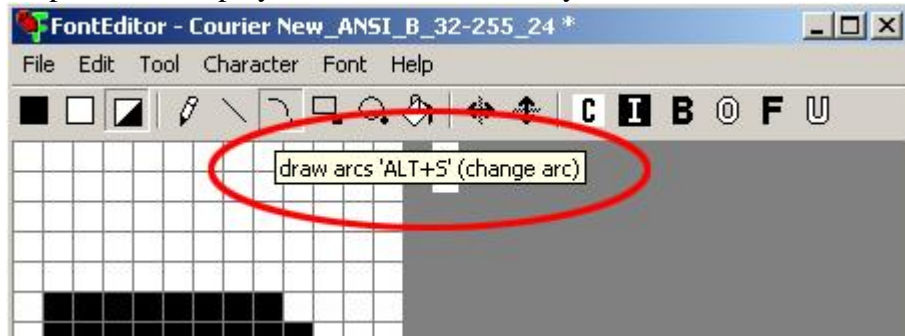 FontEditor - Courier New_ANSI_B_32-255_24 *
File Edit Tool Character Font Help
C I B O F U
draw arcs 'ALT+S' (change arc)